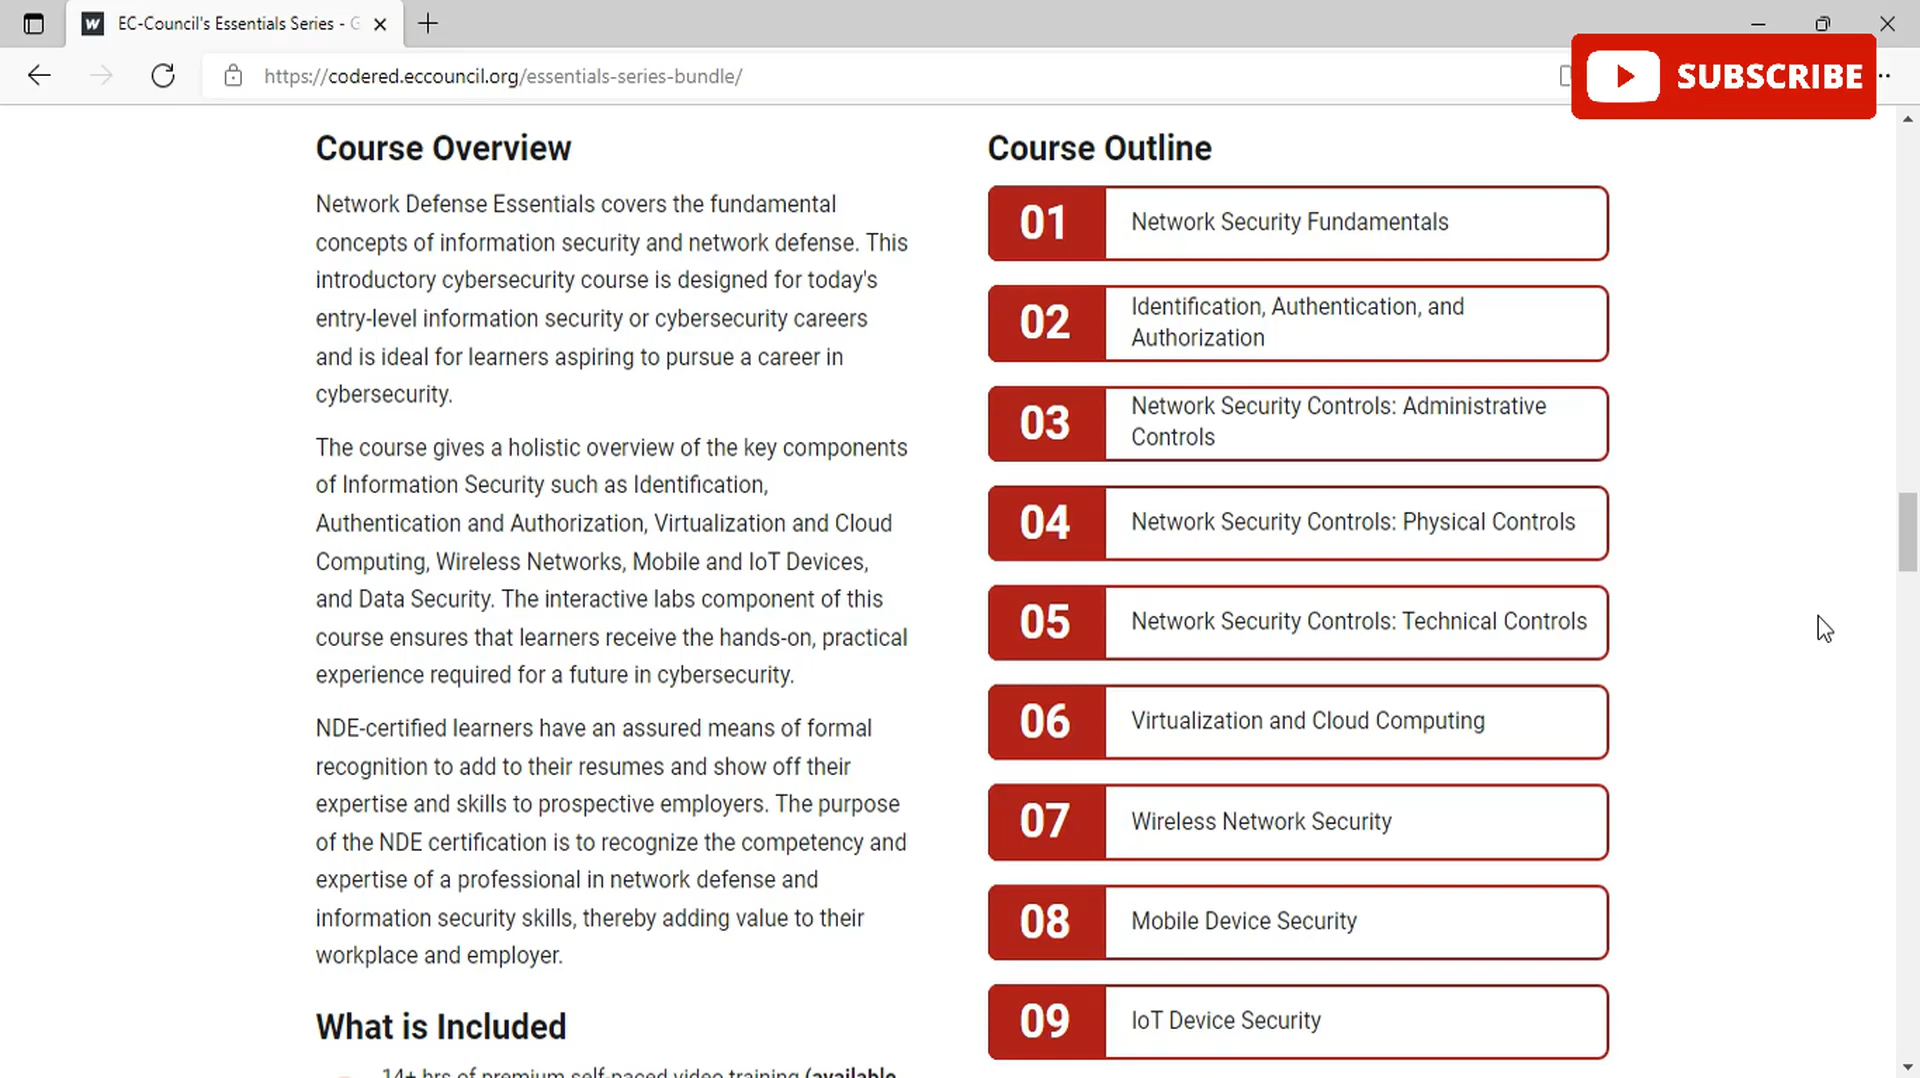 EC-Council's Essentials Series - G
https://codered.eccouncil.org/essentials-series-bundle/
SUBSCRIBE
Course Overview
Network Defense Essentials covers the fundamental
concepts of information security and network defense. This
introductory cybersecurity course is designed for today's
entry-level information security or cybersecurity careers
and is ideal for learners aspiring to pursue a career in
cybersecurity.
The course gives a holistic overview of the key components
of Information Security such as Identification,
Authentication and Authorization, Virtualization and Cloud
Computing, Wireless Networks, Mobile and IoT Devices,
and Data Security. The interactive labs component of this
course ensures that learners receive the hands-on, practical
experience required for a future in cybersecurity.
NDE-certified learners have an assured means of formal
recognition to add to their resumes and show off their
expertise and skills to prospective employers. The purpose
of the NDE certification is to recognize the competency and
expertise of a professional in network defense and
information security skills, thereby adding value to their
workplace and employer.
What is Included
14+ hrs of premium self-paced video training (available
Course Outline
01 Network Security Fundamentals
02 Identification, Authentication, and
Authorization
03 Network Security Controls: Administrative
Controls
04 Network Security Controls: Physical Controls
05 Network Security Controls: Technical Controls
06 Virtualization and Cloud Computing
07 Wireless Network Security
08 Mobile Device Security
09 IoT Device Security